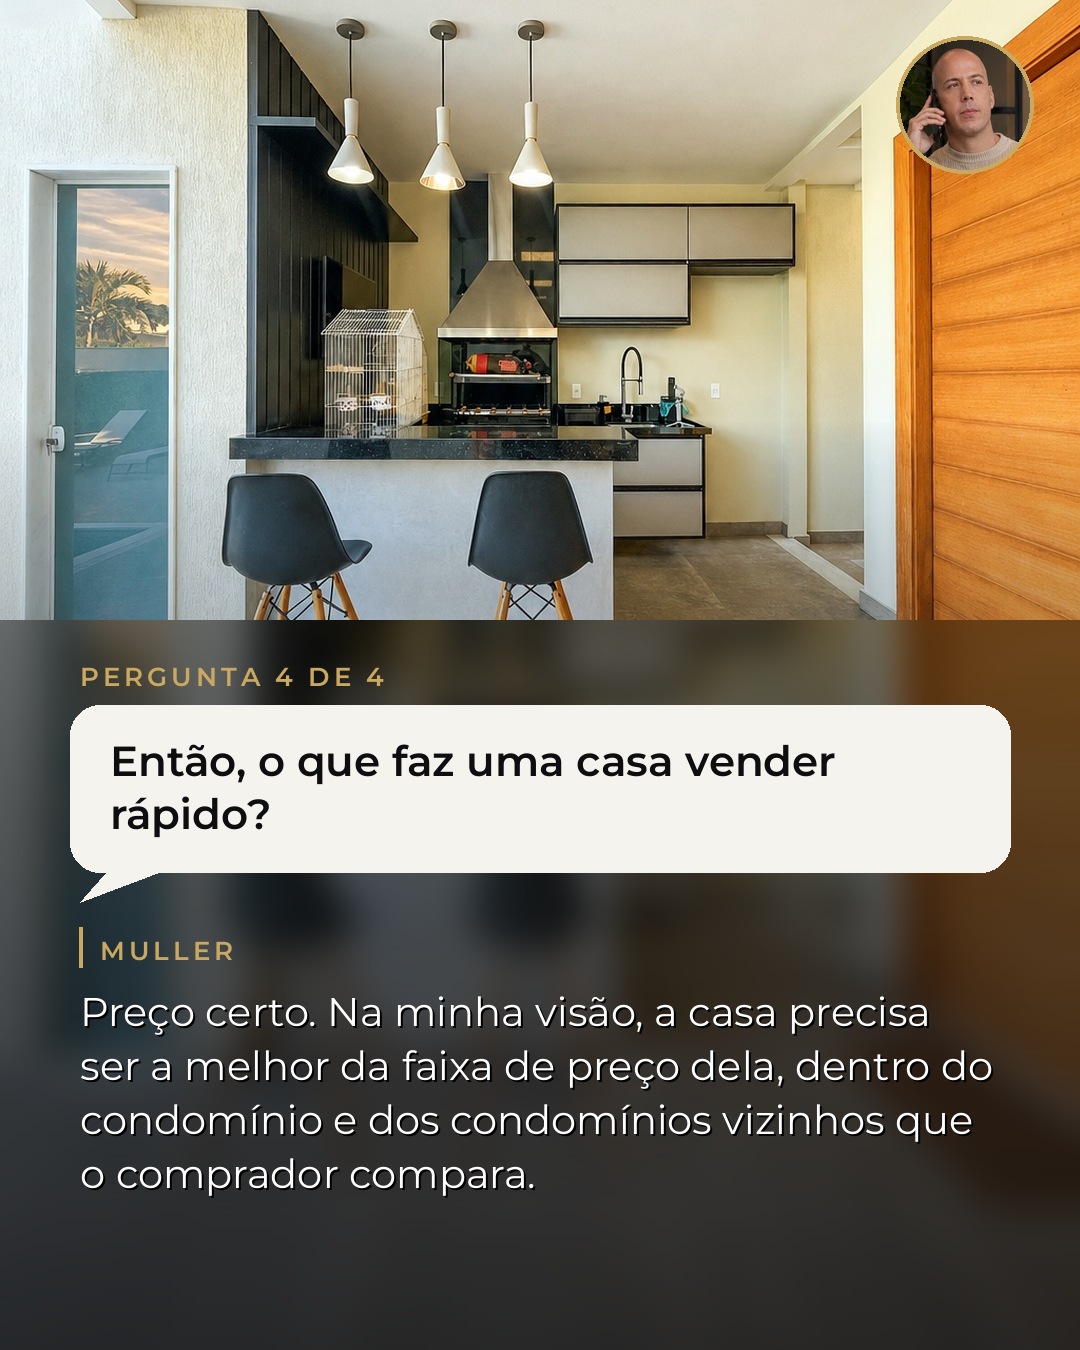 PERGUNTA 4 DE 4
Então, o que faz uma casa vender
rápido?
MULLER
Preço certo. Na minha visão, a casa precisa
ser a melhor da faixa de preço dela, dentro do
condomínio e dos condomínios vizinhos que
o comprador compara.